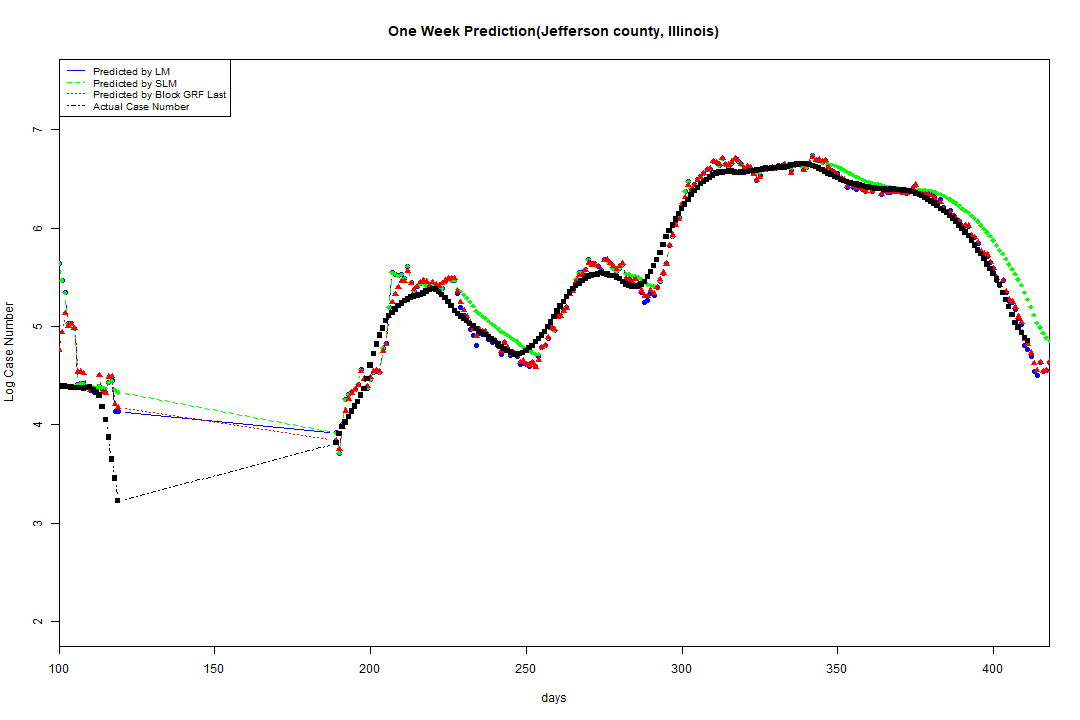 One Week Prediction(Jefferson county, Illinois)
Predicted by LM
Predicted by SLM
Predicted by Block GRF Last
Actual Case Number
Log Case Number
7
6
5
4
3
2
100 150 200 250 300 350 400
days